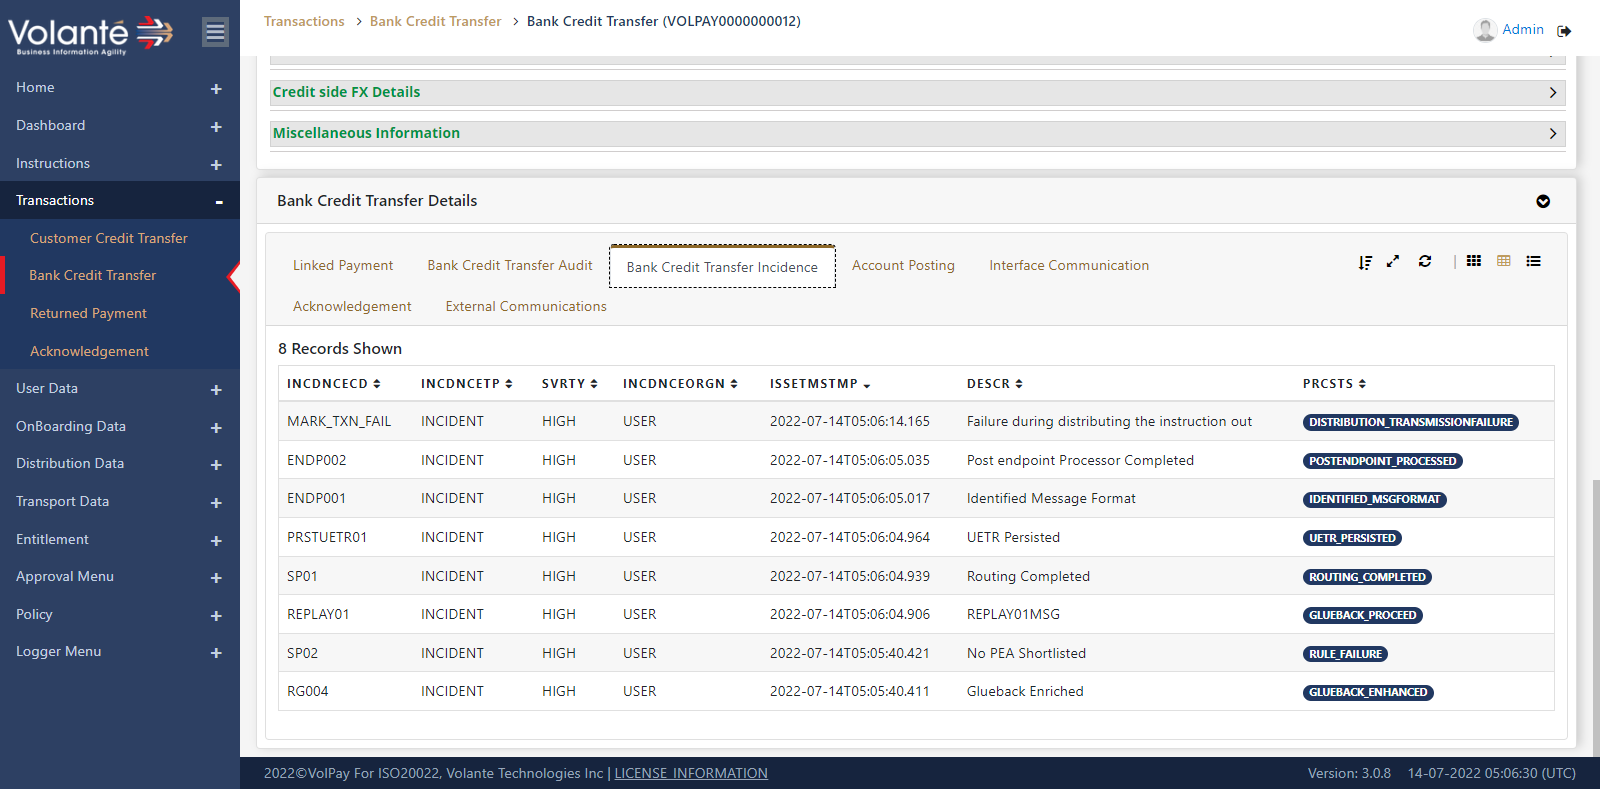 Volanté
Business Information Agility
Transactions > Bank Credit Transfer > Bank Credit Transfer (VOLPAY0000000012)
Admin
Home
Dashboard
Instructions
Transactions
Customer Credit Transfer
Bank Credit Transfer
Returned Payment
Acknowledgement
User Data
OnBoarding Data
Distribution Data
Transport Data
Entitlement
Approval Menu
Policy
Logger Menu
Credit side FX Details
Miscellaneous Information
Bank Credit Transfer Details
Linked Payment Bank Credit Transfer Audit Bank Credit Transfer Incidence Account Posting Interface Communication
Acknowledgement External Communications
8 Records Shown
INCDNCECD INCDNCETP SVRTY INCDNCEORGN ISSETMSTMP DESCR PRCSTS
MARK_TXN_FAIL INCIDENT HIGH USER 2022-07-14T05:06:14.165 Failure during distributing the instruction out DISTRIBUTION_TRANSMISSIONFAILURE
ENDP002 INCIDENT HIGH USER 2022-07-14T05:06:05.035 Post endpoint Processor Completed POSTENDPOINT_PROCESSED
ENDP001 INCIDENT HIGH USER 2022-07-14T05:06:05.017 Identified Message Format IDENTIFIED_MSGFORMAT
PRSTUETR01 INCIDENT HIGH USER 2022-07-14T05:06:04.964 UETR Persisted UETR_PERSISTED
SP01 INCIDENT HIGH USER 2022-07-14T05:06:04.939 Routing Completed ROUTING_COMPLETED
REPLAY01 INCIDENT HIGH USER 2022-07-14T05:06:04.906 REPLAY01MSG GLUEBACK_PROCEED
SP02 INCIDENT HIGH USER 2022-07-14T05:05:40.421 No PEA Shortlisted RULE_FAILURE
RG004 INCIDENT HIGH USER 2022-07-14T05:05:40.411 Glueback Enriched GLUEBACK_ENHANCED
2022©VolPay For ISO20022, Volante Technologies Inc | LICENSE INFORMATION
Version: 3.0.8 14-07-2022 05:06:30 (UTC)